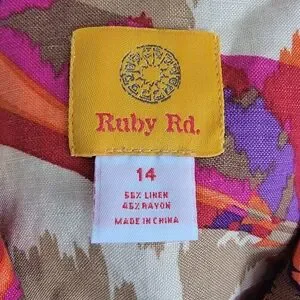 Ruby Rd.
14
55% LINEN
45% RAYON
MADE IN CHINA